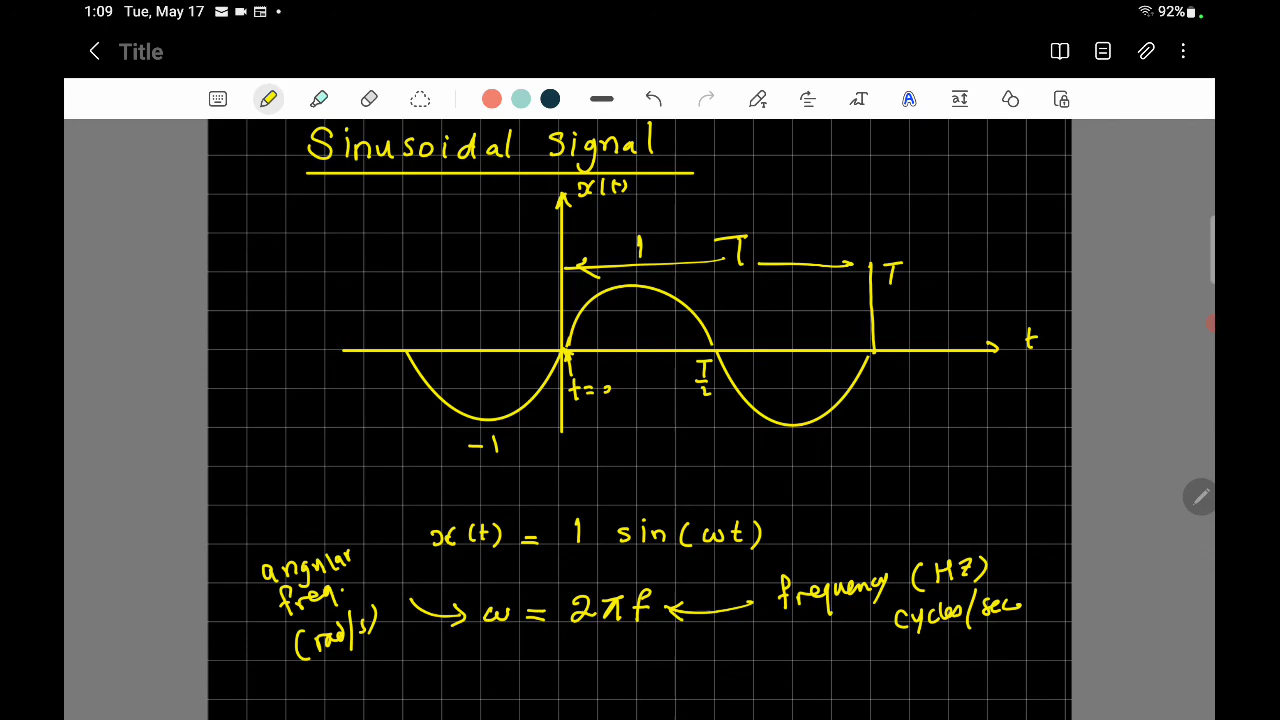 1:09 Tue, May 17
92%
Title
Sinusoidal Signal
x(t)
1 T
T
t
t=
T/2
-1
x(t) = 1 sin(ωt)
angular
freq.
(rad/s)
ω = 2πf
frequency (HZ)
cycles/sec